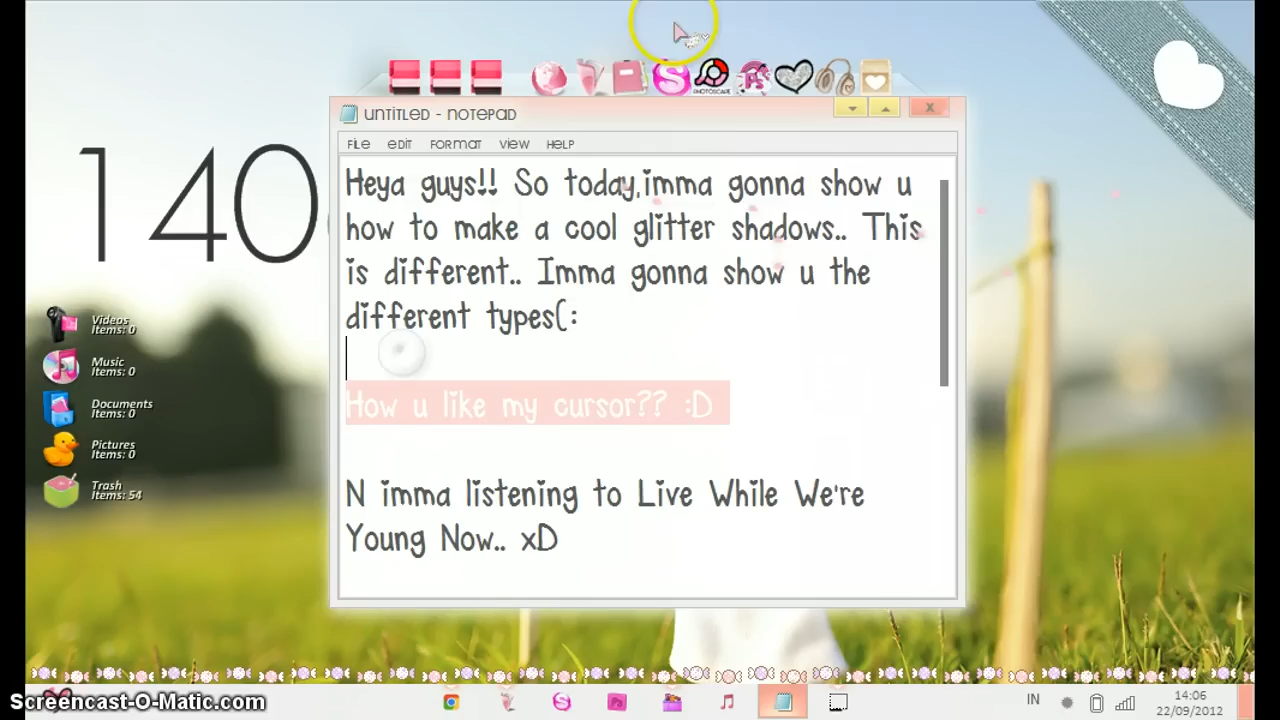 PHOTOSCAPE
untitled - notepad
File edit Format view Help
140
Heya guys!! So today,imma gonna show u
how to make a cool glitter shadows.. This
is different.. Imma gonna show u the
different types(:
How u like my cursor?? :D
N imma listening to Live While We're
Young Now.. xD
Videos
Items: 0
Music
Items: 0
Documents
Items: 0
Pictures
Items: 0
Trash
Items: 54
Screencast-O-Matic.com
IN
14:06
22/09/2012